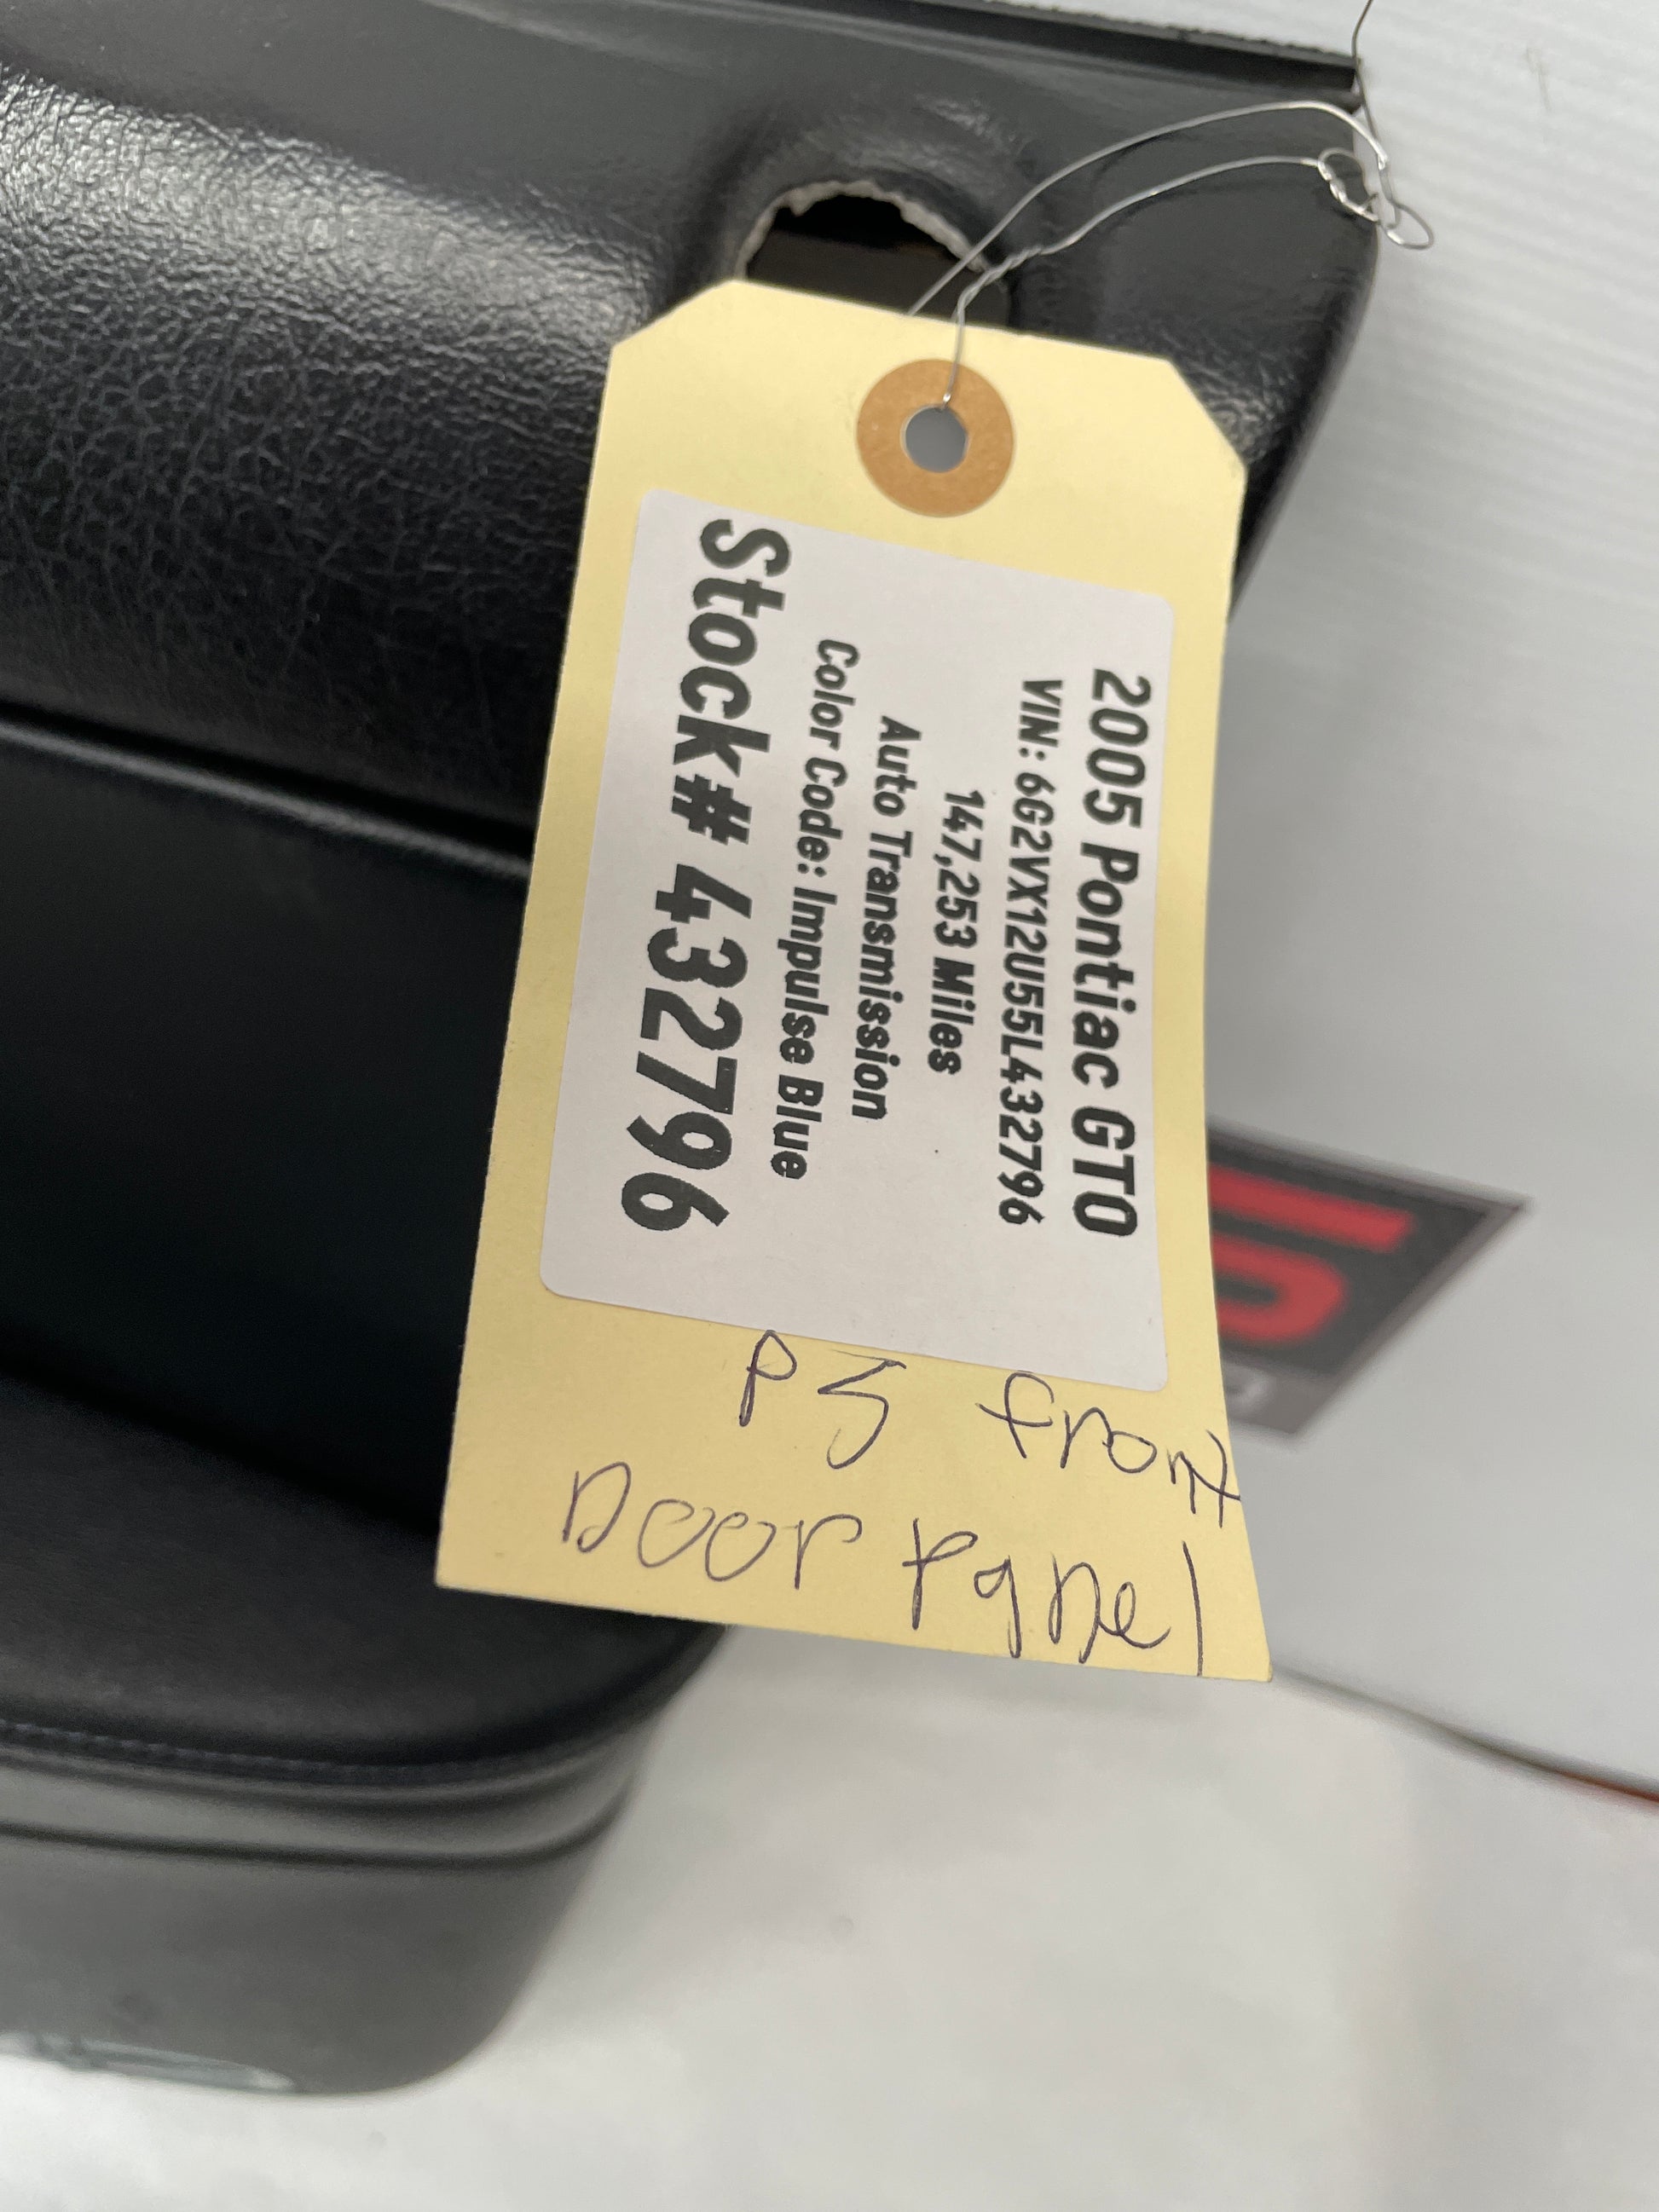 2005 Pontiac GTO
VIN: 6G2VX12U55L432796
147,253 Miles
Auto Transmission
Color Code: Impulse Blue
Stock# 432796
PS front
Door Panel